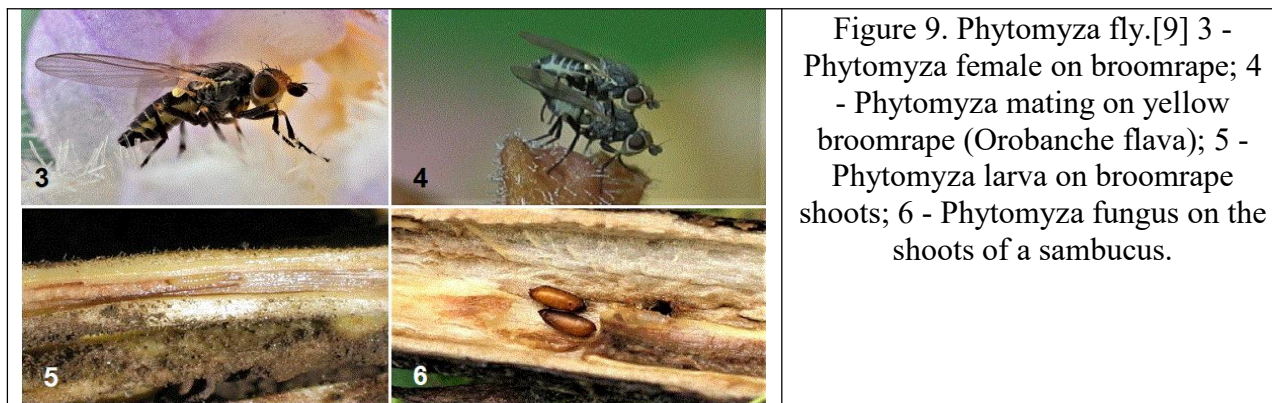 3
4
5
6
Figure 9. Phytomyza fly.[9] 3 -
Phytomyza female on broomrape; 4
- Phytomyza mating on yellow
broomrape (Orobanche flava); 5 -
Phytomyza larva on broomrape
shoots; 6 - Phytomyza fungus on the
shoots of a sambucus.